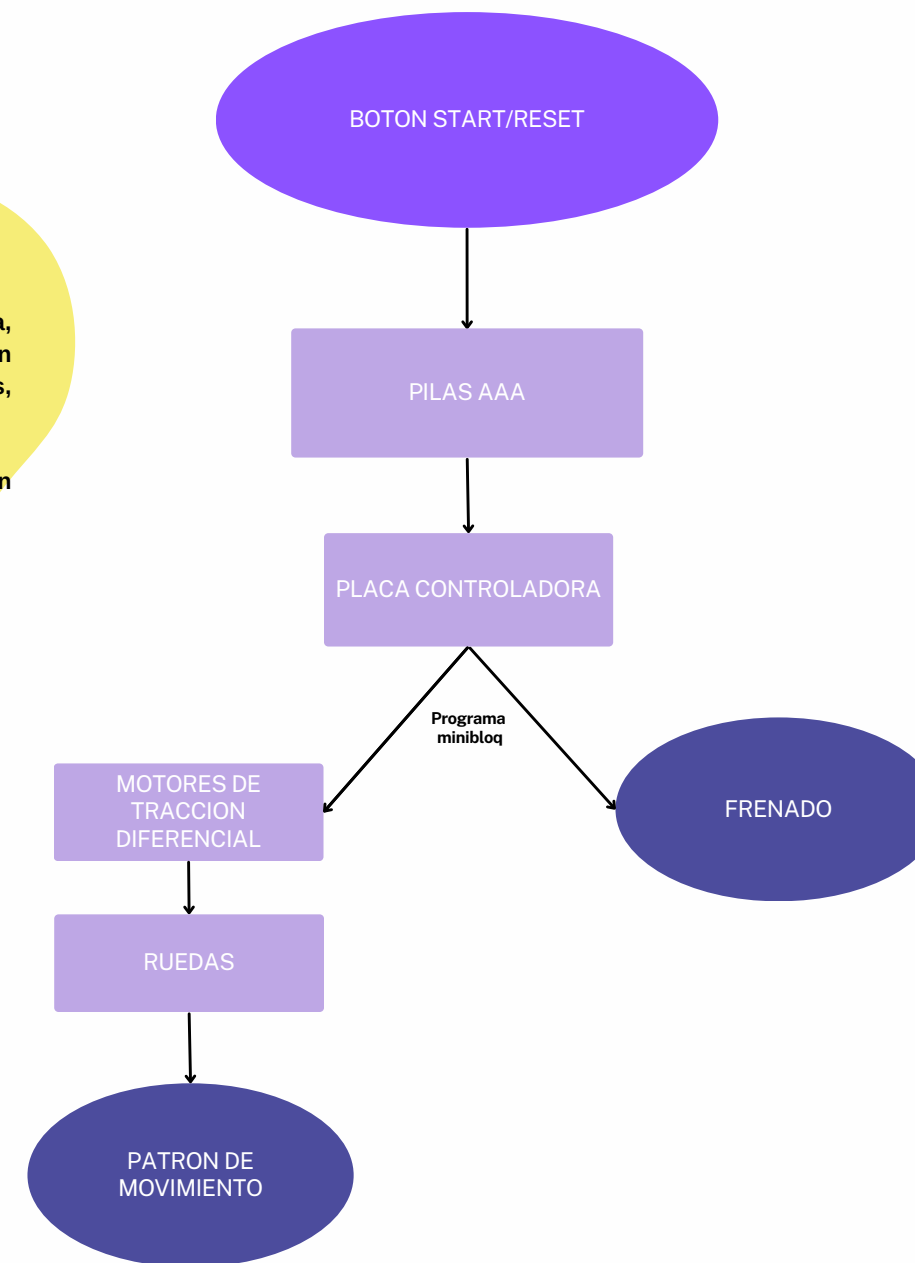 BOTON START/RESET
PILAS AAA
PLACA CONTROLADORA
Programa
minibloq
MOTORES DE
TRACCION
DIFERENCIAL
FRENADO
RUEDAS
PATRON DE
MOVIMIENTO